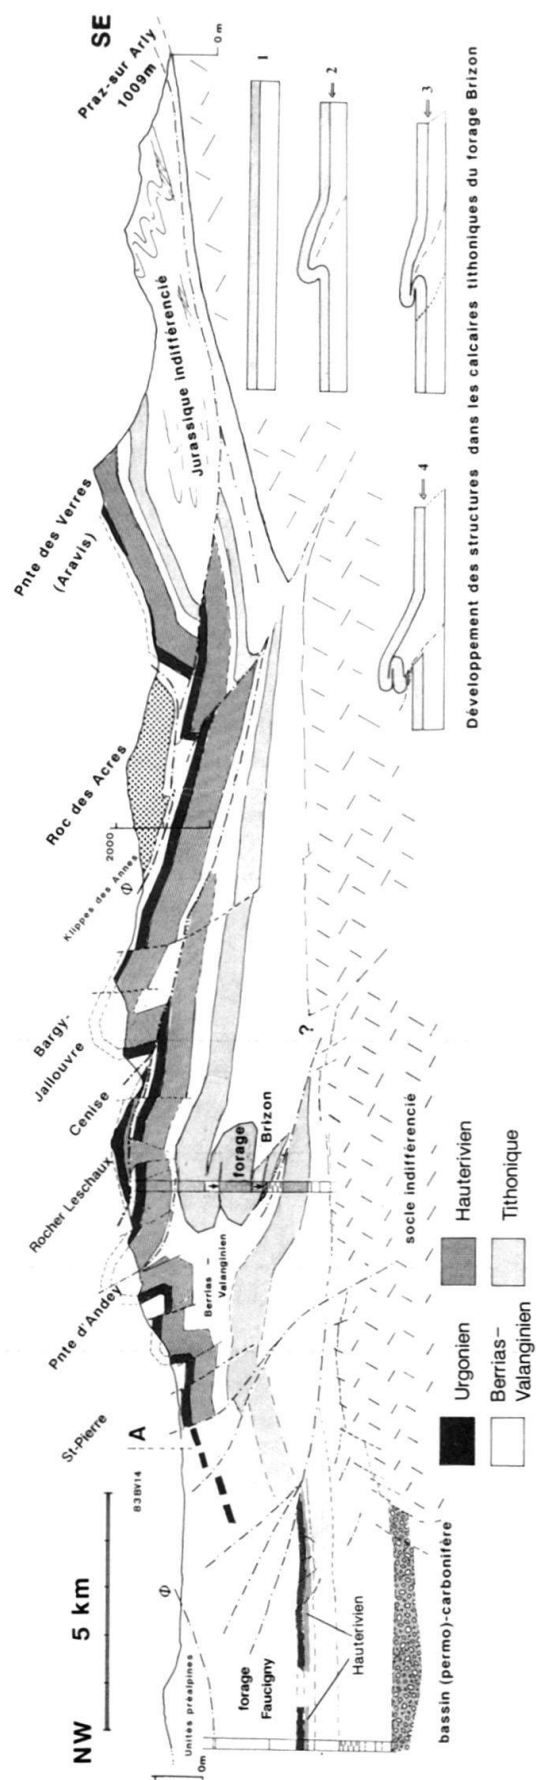 NW
5 km
SE
Unités préalpines
0m
Φ
83BV14
A
St-Pierre
Pnte d'Andey
Rocher Leschaux
Cenise
Bargy-
Jallouvre
Klippes des Annes
Φ
2000
Roc des Acres
Pnte des Verres
(Aravis)
Jurassique indifférencié
Praz-sur Arly
1009m
0 m
forage
Faucigny
Hauterivien
Berrias –
Valanginien
forage
Brizon
?
bassin (permo)-carbonifère
socle indifférencié
Urgonien
Hauterivien
Berrias–
Valanginien
Tithonique
1
2
3
4
Développement des structures dans les calcaires tithoniques du forage Brizon